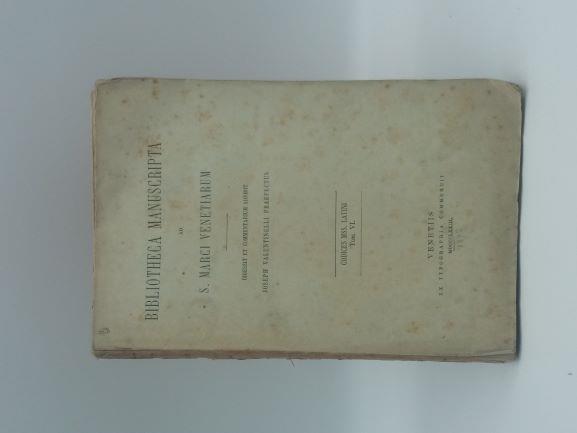 BIBLIOTHECA MANUSCRIPTA
AD
S. MARCI VENETIARUM
DIGESSIT ET COMMENTARIUM ADDIDIT
JOSEPH VALENTINELLI PRAEFECTUS
CODICES MSS. LATINI
Tom. VI.
VENETIIS
EX TYPOGRAPHIA COMMERCII
MDCCCLXXIII.